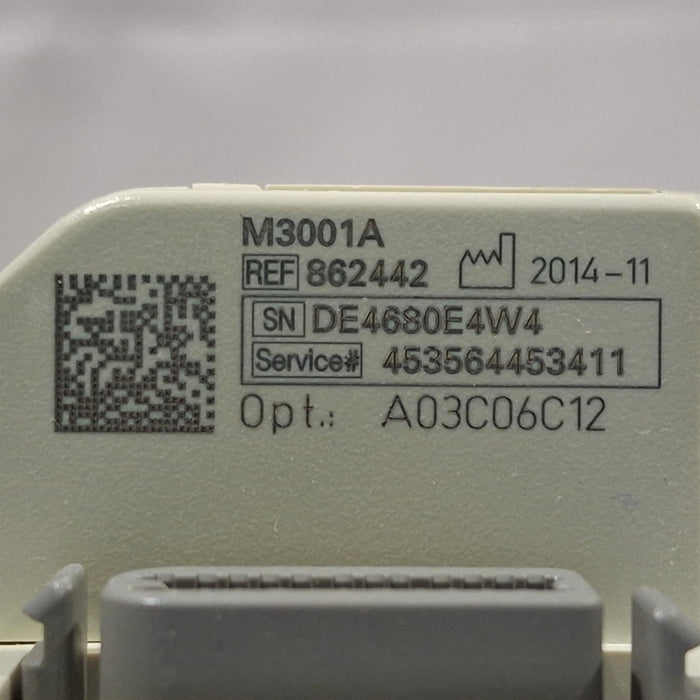 M3001A
REF 862442 2014-11
SN DE4680E4W4
Service# 453564453411
Opt.: A03C06C12